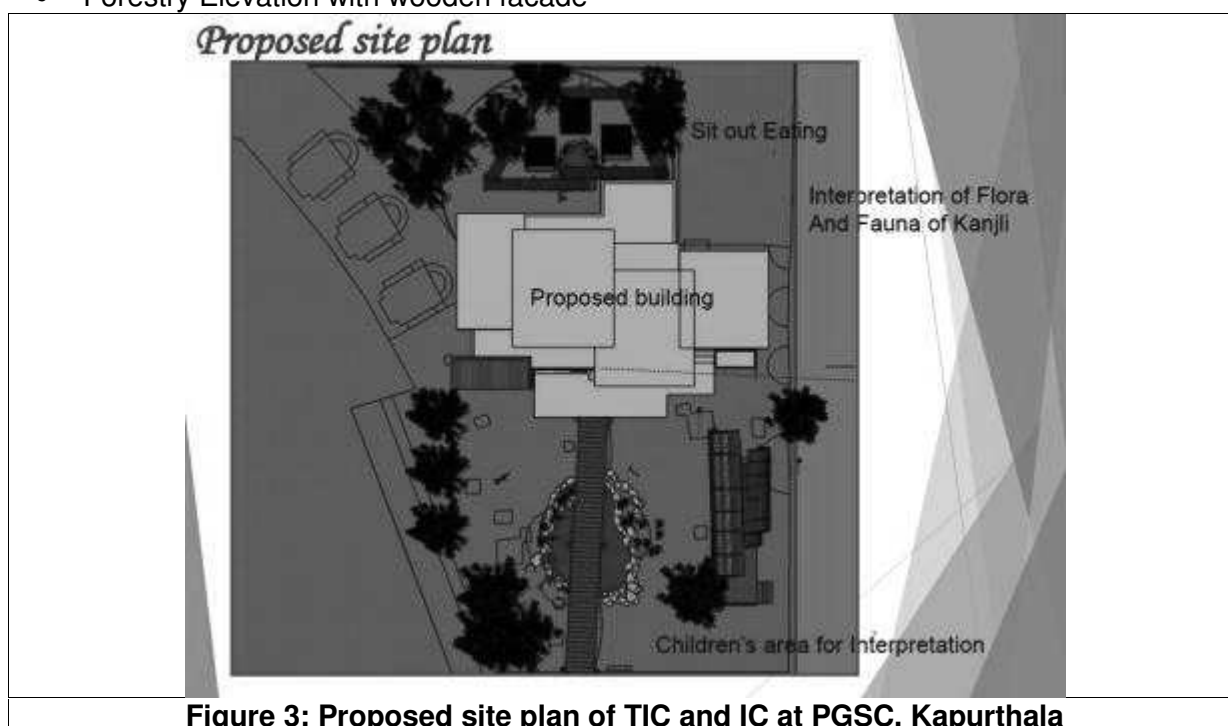 • Forestry Elevation with wooden facade
Proposed site plan
Sit out Eating
Interpretation of Flora
And Fauna of Kanjli
Proposed building
Children's area for Interpretation
Figure 3: Proposed site plan of TIC and IC at PGSC, Kapurthala